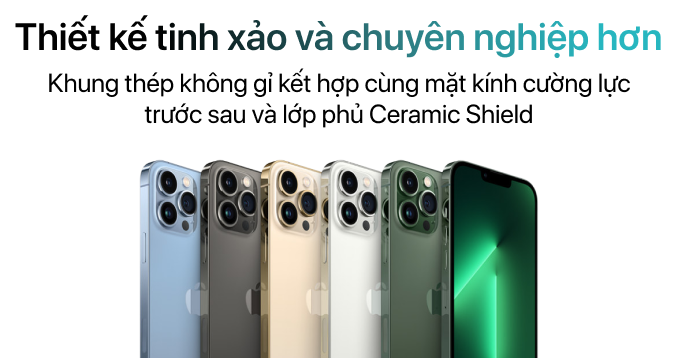 Thiết kế tinh xảo và chuyên nghiệp hơn
Khung thép không gỉ kết hợp cùng mặt kính cường lực
trước sau và lớp phủ Ceramic Shield